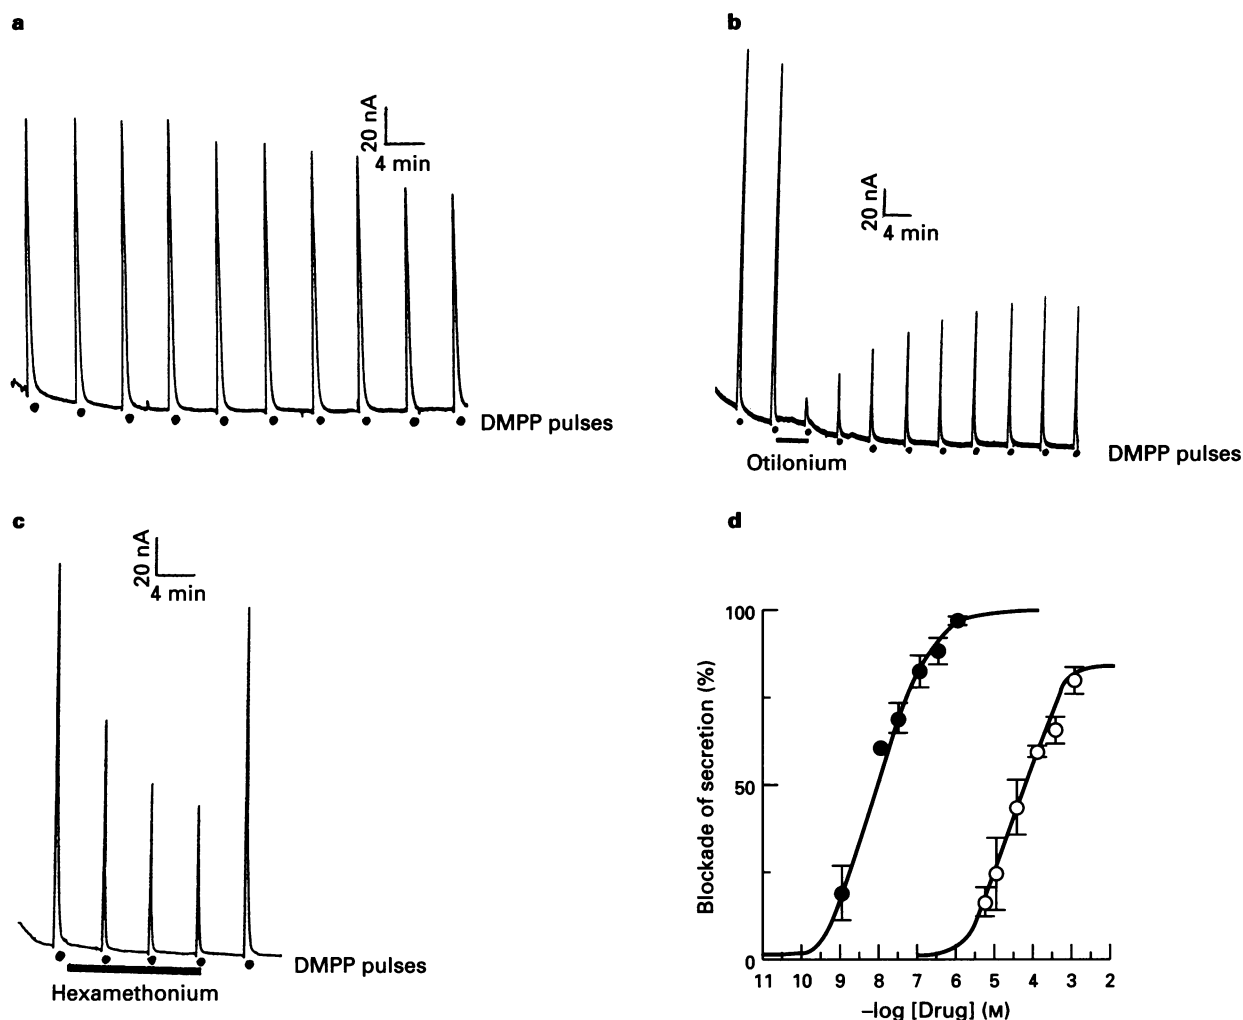 a
20 nA
4 min
DMPP pulses
b
20 nA
4 min
Otilonium
DMPP pulses
c
20 nA
4 min
DMPP pulses
Hexamethonium
d
Blockade of secretion (%)
100
50
0
11 10 9 8 7 6 5 4 3 2
–log [Drug] (M)